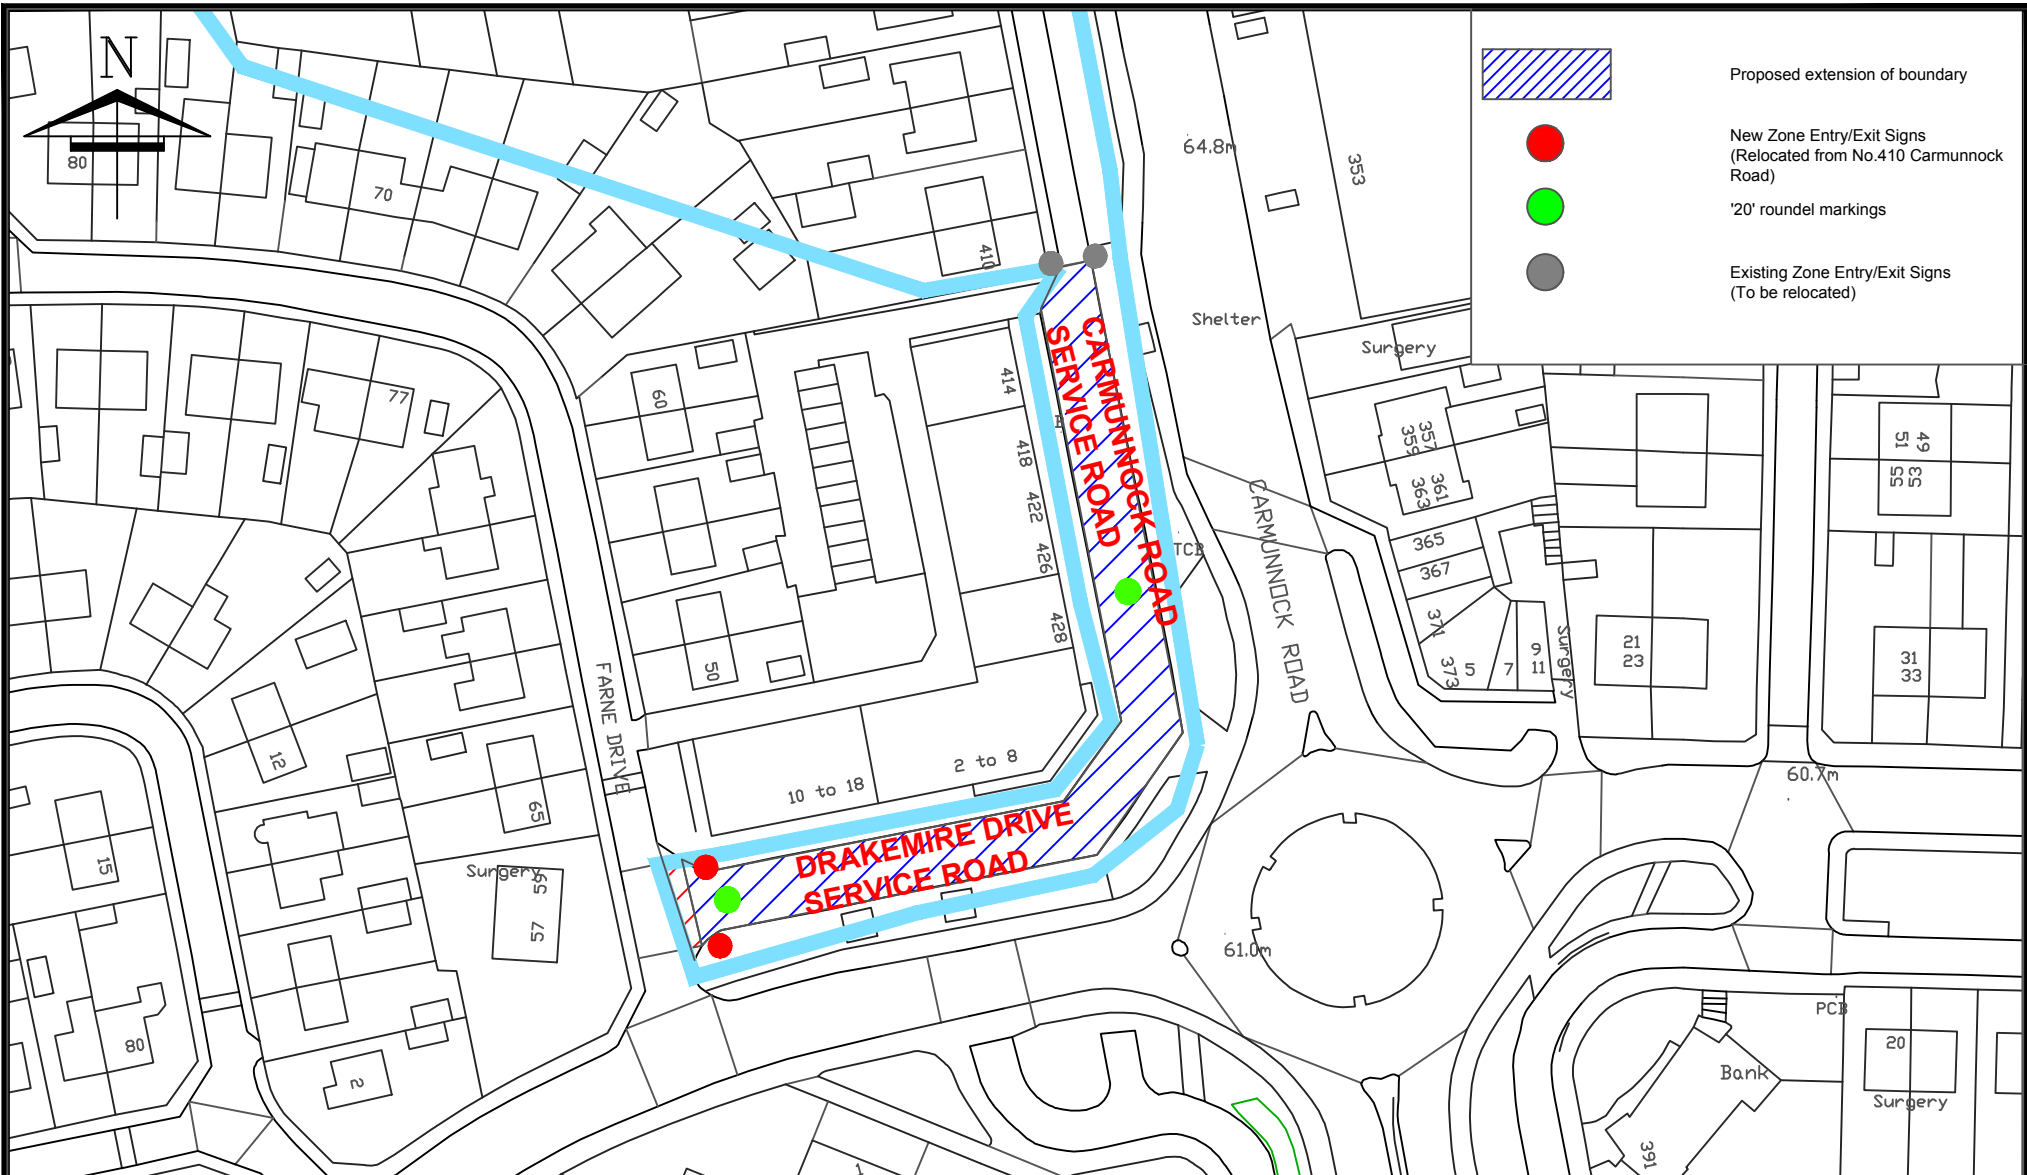 N
Proposed extension of boundary
New Zone Entry/Exit Signs
(Relocated from No.410 Carmunnock
Road)
'20' roundel markings
Existing Zone Entry/Exit Signs
(To be relocated)
80
70
410
64.8m
353
Shelter
Surgery
CARMUNNOCK ROAD
SERVICE ROAD
77
60
414
418
422
426
428
50
TCB
CARMUNNOCK ROAD
357
359
361
363
365
367
371
373
5
7
9
11
Surgery
21
23
49
51
53
55
31
33
FARNE DRIVE
12
65
15
10 to 18
2 to 8
60.7m
DRAKEMIRE DRIVE
SERVICE ROAD
Surgery
59
57
61.0m
80
2
PCB
20
Bank
Surgery
391
1